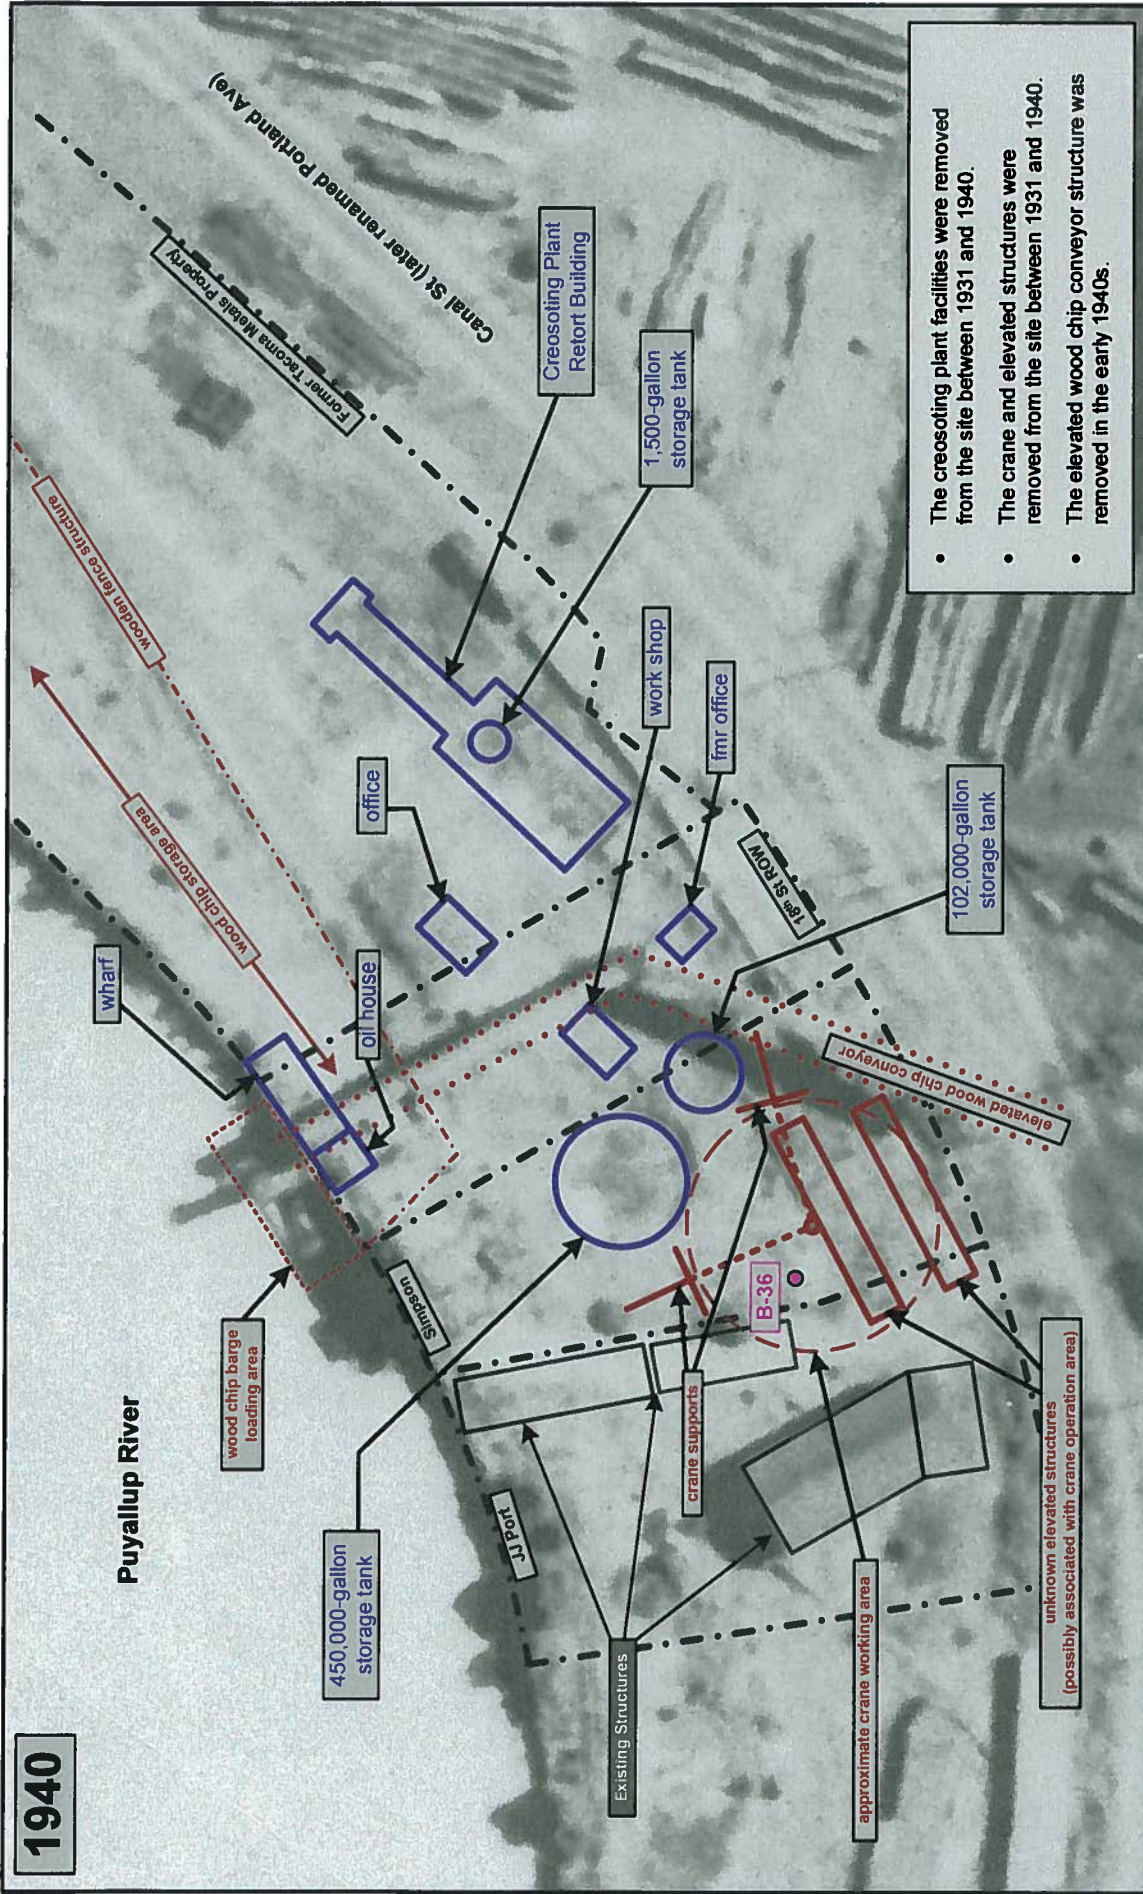 1940
Puyallup River
wharf
wood chip storage area
wooden fence structure
Former Tacoma Metals Property
Canal St (later renamed Portland Ave)
wood chip barge
loading area
oil house
office
Creosoting Plant
Retort Building
1,500-gallon
storage tank
Simpson
450,000-gallon
storage tank
JJ Port
work shop
fmr office
18th St ROW
102,000-gallon
storage tank
Existing Structures
crane supports
B-36
elevated wood chip conveyor
approximate crane working area
unknown elevated structures
(possibly associated with crane operation area)
• The creosoting plant facilities were removed
from the site between 1931 and 1940.
• The crane and elevated structures were
removed from the site between 1931 and 1940.
• The elevated wood chip conveyor structure was
removed in the early 1940s.